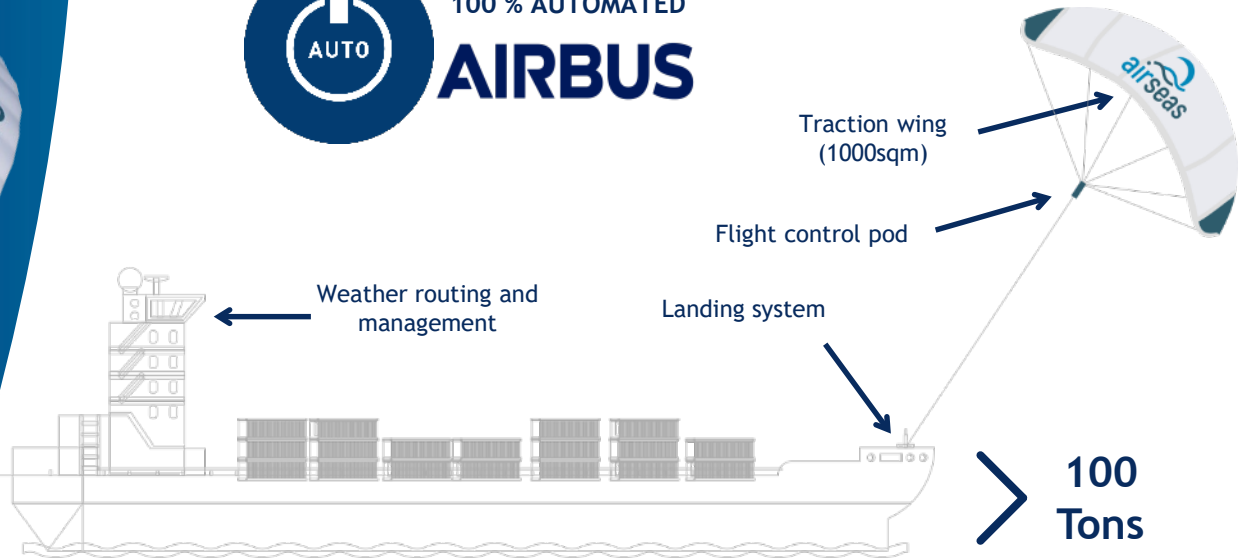 100 % AUTOMATED
AUTO
AIRBUS
airseas
Traction wing
(1000sqm)
Flight control pod
Weather routing and
management
Landing system
100
Tons